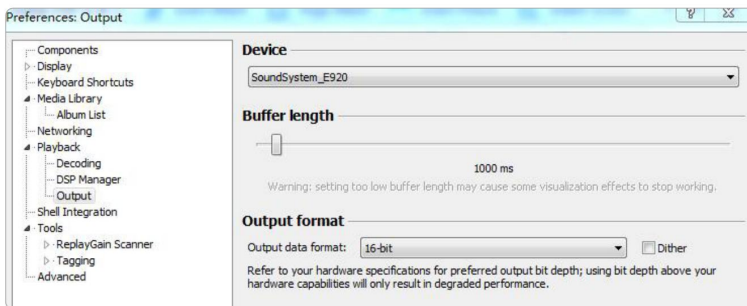 Preferences: Output
Components
Display
Keyboard Shortcuts
Media Library
Album List
Networking
Playback
Decoding
DSP Manager
Output
Shell Integration
Tools
ReplayGain Scanner
Tagging
Advanced
Device
SoundSystem_E920
Buffer length
1000 ms
Warning: setting too low buffer length may cause some visualization effects to stop working.
Output format
Output data format: 16-bit Dither
Refer to your hardware specifications for preferred output bit depth; using bit depth above your
hardware capabilities will only result in degraded performance.